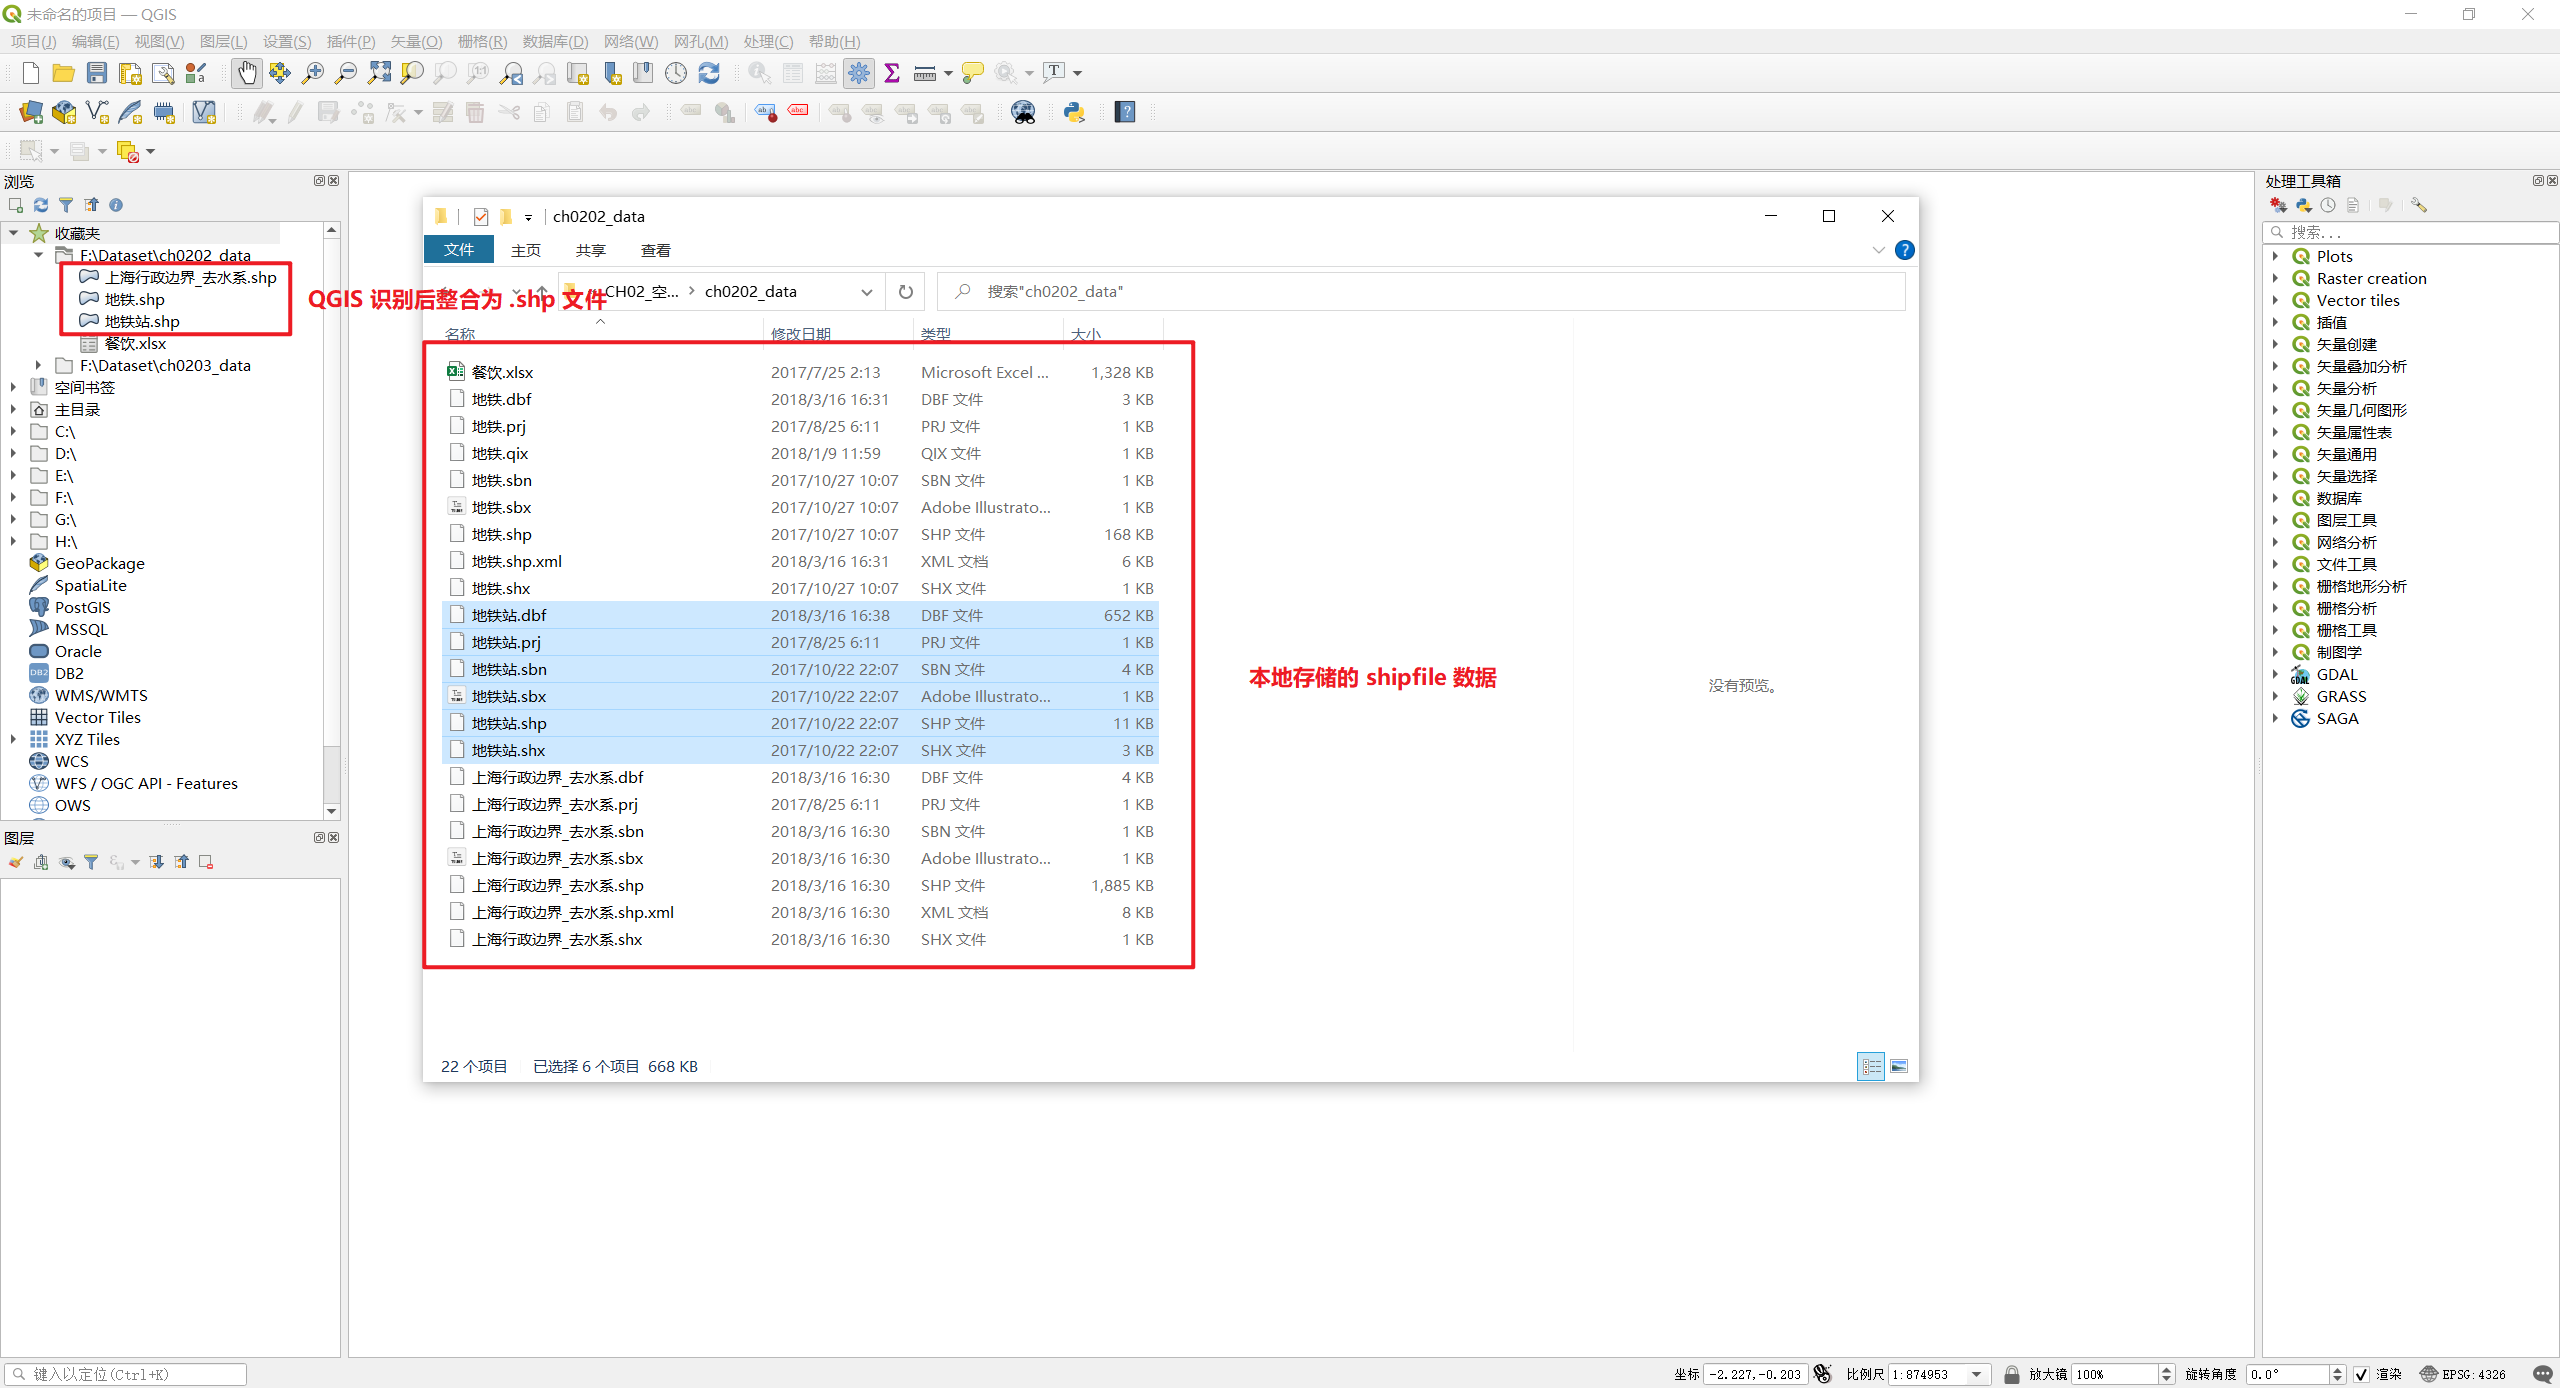 未命名的项目 — QGIS
项目(J) 编辑(E) 视图(V) 图层(L) 设置(S) 插件(P) 矢量(O) 栅格(R) 数据库(D) 网络(W) 网孔(M) 处理(C) 帮助(H)
浏览
收藏夹
F:\Dataset\ch0202_data
上海行政边界_去水系.shp
地铁.shp
地铁站.shp
餐饮.xlsx
F:\Dataset\ch0203_data
空间书签
主目录
C:\
D:\
E:\
F:\
G:\
H:\
GeoPackage
SpatiaLite
PostGIS
MSSQL
Oracle
DB2
WMS/WMTS
Vector Tiles
XYZ Tiles
WCS
WFS / OGC API - Features
OWS
图层
QGIS 识别后整合为 .shp 文件
ch0202_data
文件 主页 共享 查看
CH02_空... › ch0202_data
搜索"ch0202_data"
名称 修改日期 类型 大小
餐饮.xlsx 2017/7/25 2:13 Microsoft Excel ... 1,328 KB
地铁.dbf 2018/3/16 16:31 DBF 文件 3 KB
地铁.prj 2017/8/25 6:11 PRJ 文件 1 KB
地铁.qix 2018/1/9 11:59 QIX 文件 1 KB
地铁.sbn 2017/10/27 10:07 SBN 文件 1 KB
地铁.sbx 2017/10/27 10:07 Adobe Illustrato... 1 KB
地铁.shp 2017/10/27 10:07 SHP 文件 168 KB
地铁.shp.xml 2018/3/16 16:31 XML 文档 6 KB
地铁.shx 2017/10/27 10:07 SHX 文件 1 KB
地铁站.dbf 2018/3/16 16:38 DBF 文件 652 KB
地铁站.prj 2017/8/25 6:11 PRJ 文件 1 KB
地铁站.sbn 2017/10/22 22:07 SBN 文件 4 KB
地铁站.sbx 2017/10/22 22:07 Adobe Illustrato... 1 KB
地铁站.shp 2017/10/22 22:07 SHP 文件 11 KB
地铁站.shx 2017/10/22 22:07 SHX 文件 3 KB
上海行政边界_去水系.dbf 2018/3/16 16:30 DBF 文件 4 KB
上海行政边界_去水系.prj 2017/8/25 6:11 PRJ 文件 1 KB
上海行政边界_去水系.sbn 2018/3/16 16:30 SBN 文件 1 KB
上海行政边界_去水系.sbx 2018/3/16 16:30 Adobe Illustrato... 1 KB
上海行政边界_去水系.shp 2018/3/16 16:30 SHP 文件 1,885 KB
上海行政边界_去水系.shp.xml 2018/3/16 16:30 XML 文档 8 KB
上海行政边界_去水系.shx 2018/3/16 16:30 SHX 文件 1 KB
本地存储的 shipfile 数据
没有预览。
22 个项目 已选择 6 个项目 668 KB
处理工具箱
搜索...
Plots
Raster creation
Vector tiles
插值
矢量创建
矢量叠加分析
矢量分析
矢量几何图形
矢量属性表
矢量通用
矢量选择
数据库
图层工具
网络分析
文件工具
栅格地形分析
栅格分析
栅格工具
制图学
GDAL
GRASS
SAGA
键入以定位(Ctrl+K)
坐标 -2.227,-0.203 比例尺 1:874953 放大镜 100% 旋转角度 0.0° 渲染 EPSG:4326